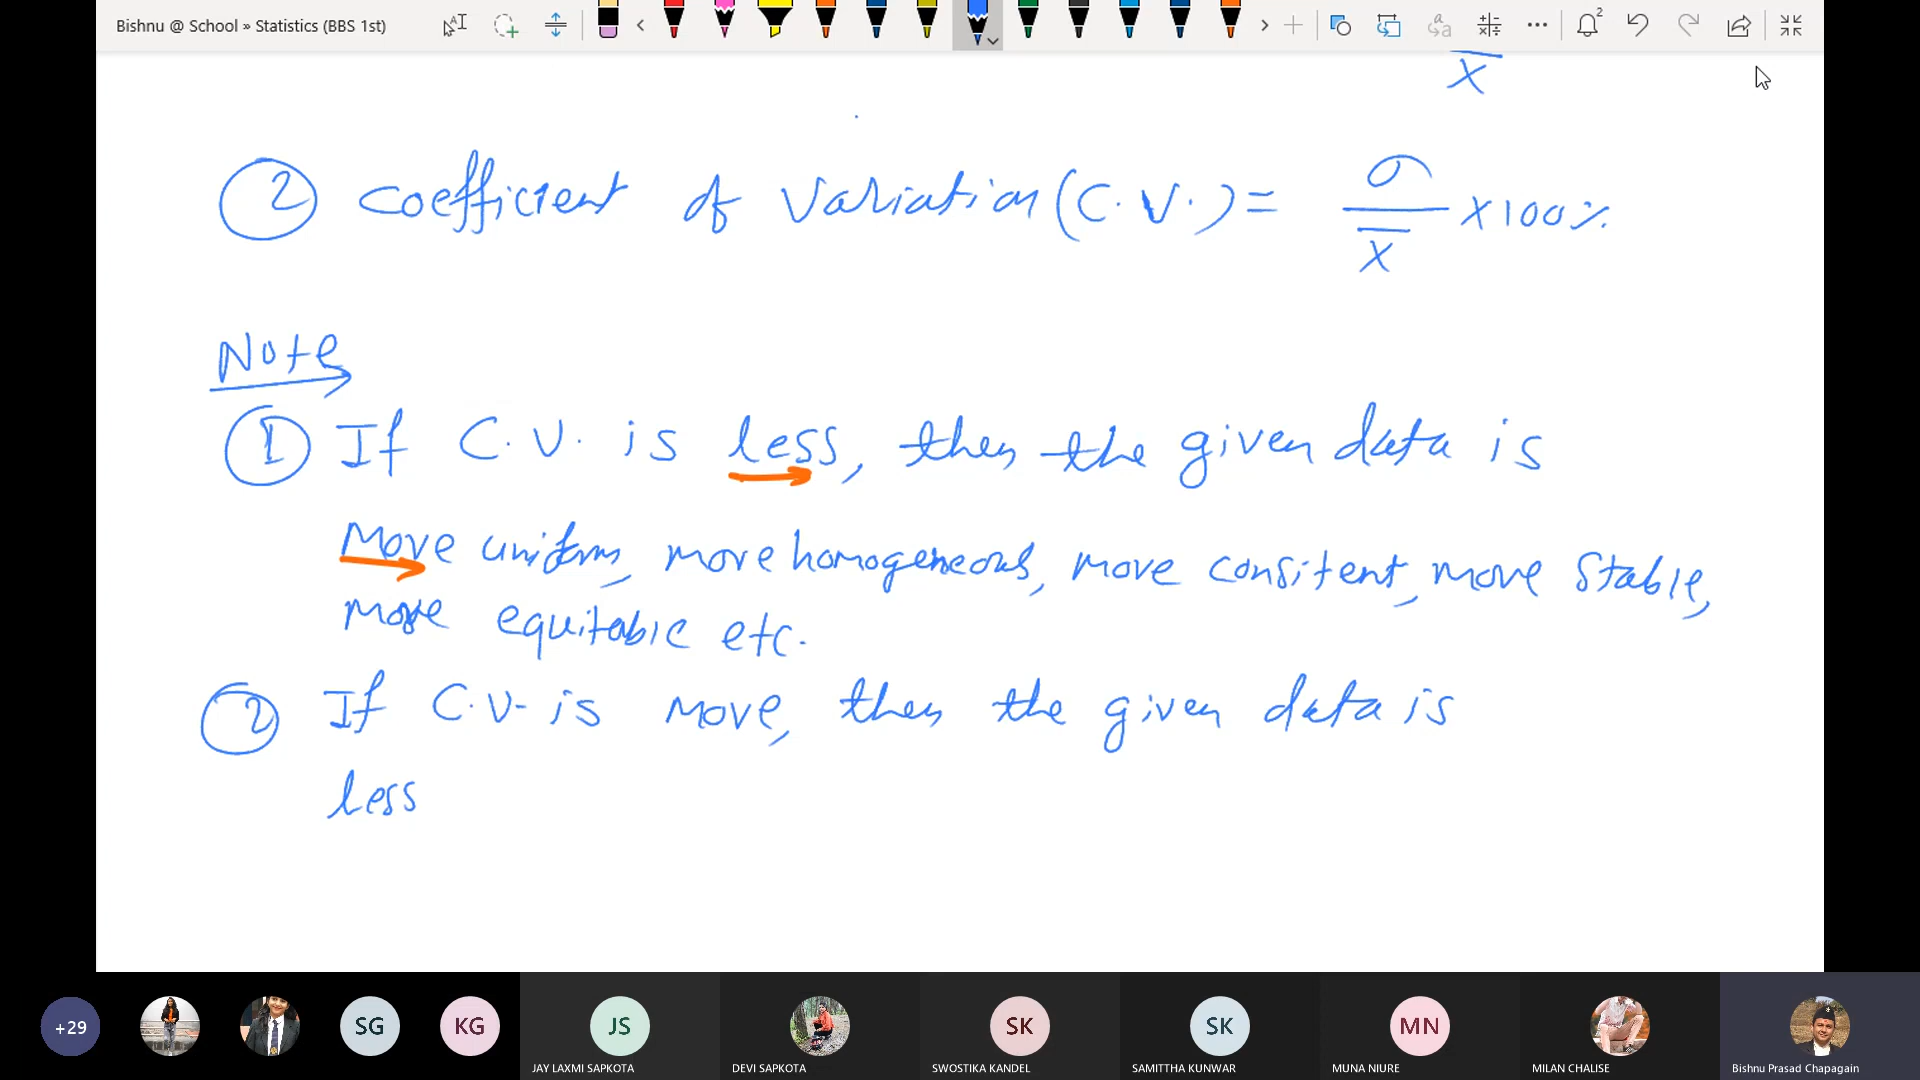 Bishnu @ School » Statistics (BBS 1st)
2
x̄
② Coefficient of Variation (C.V.) = σ/x̄ × 100%
Note
① If C.V. is less, then the given data is
More uniform, more homogeneous, more consitent, more Stable,
more equitable etc.
② If C.V. is more, then the given data is
less
+29
SG
KG
JS
SK
SK
MN
JAY LAXMI SAPKOTA
DEVI SAPKOTA
SWOSTIKA KANDEL
SAMITTHA KUNWAR
MUNA NIURE
MILAN CHALISE
Bishnu Prasad Chapagain